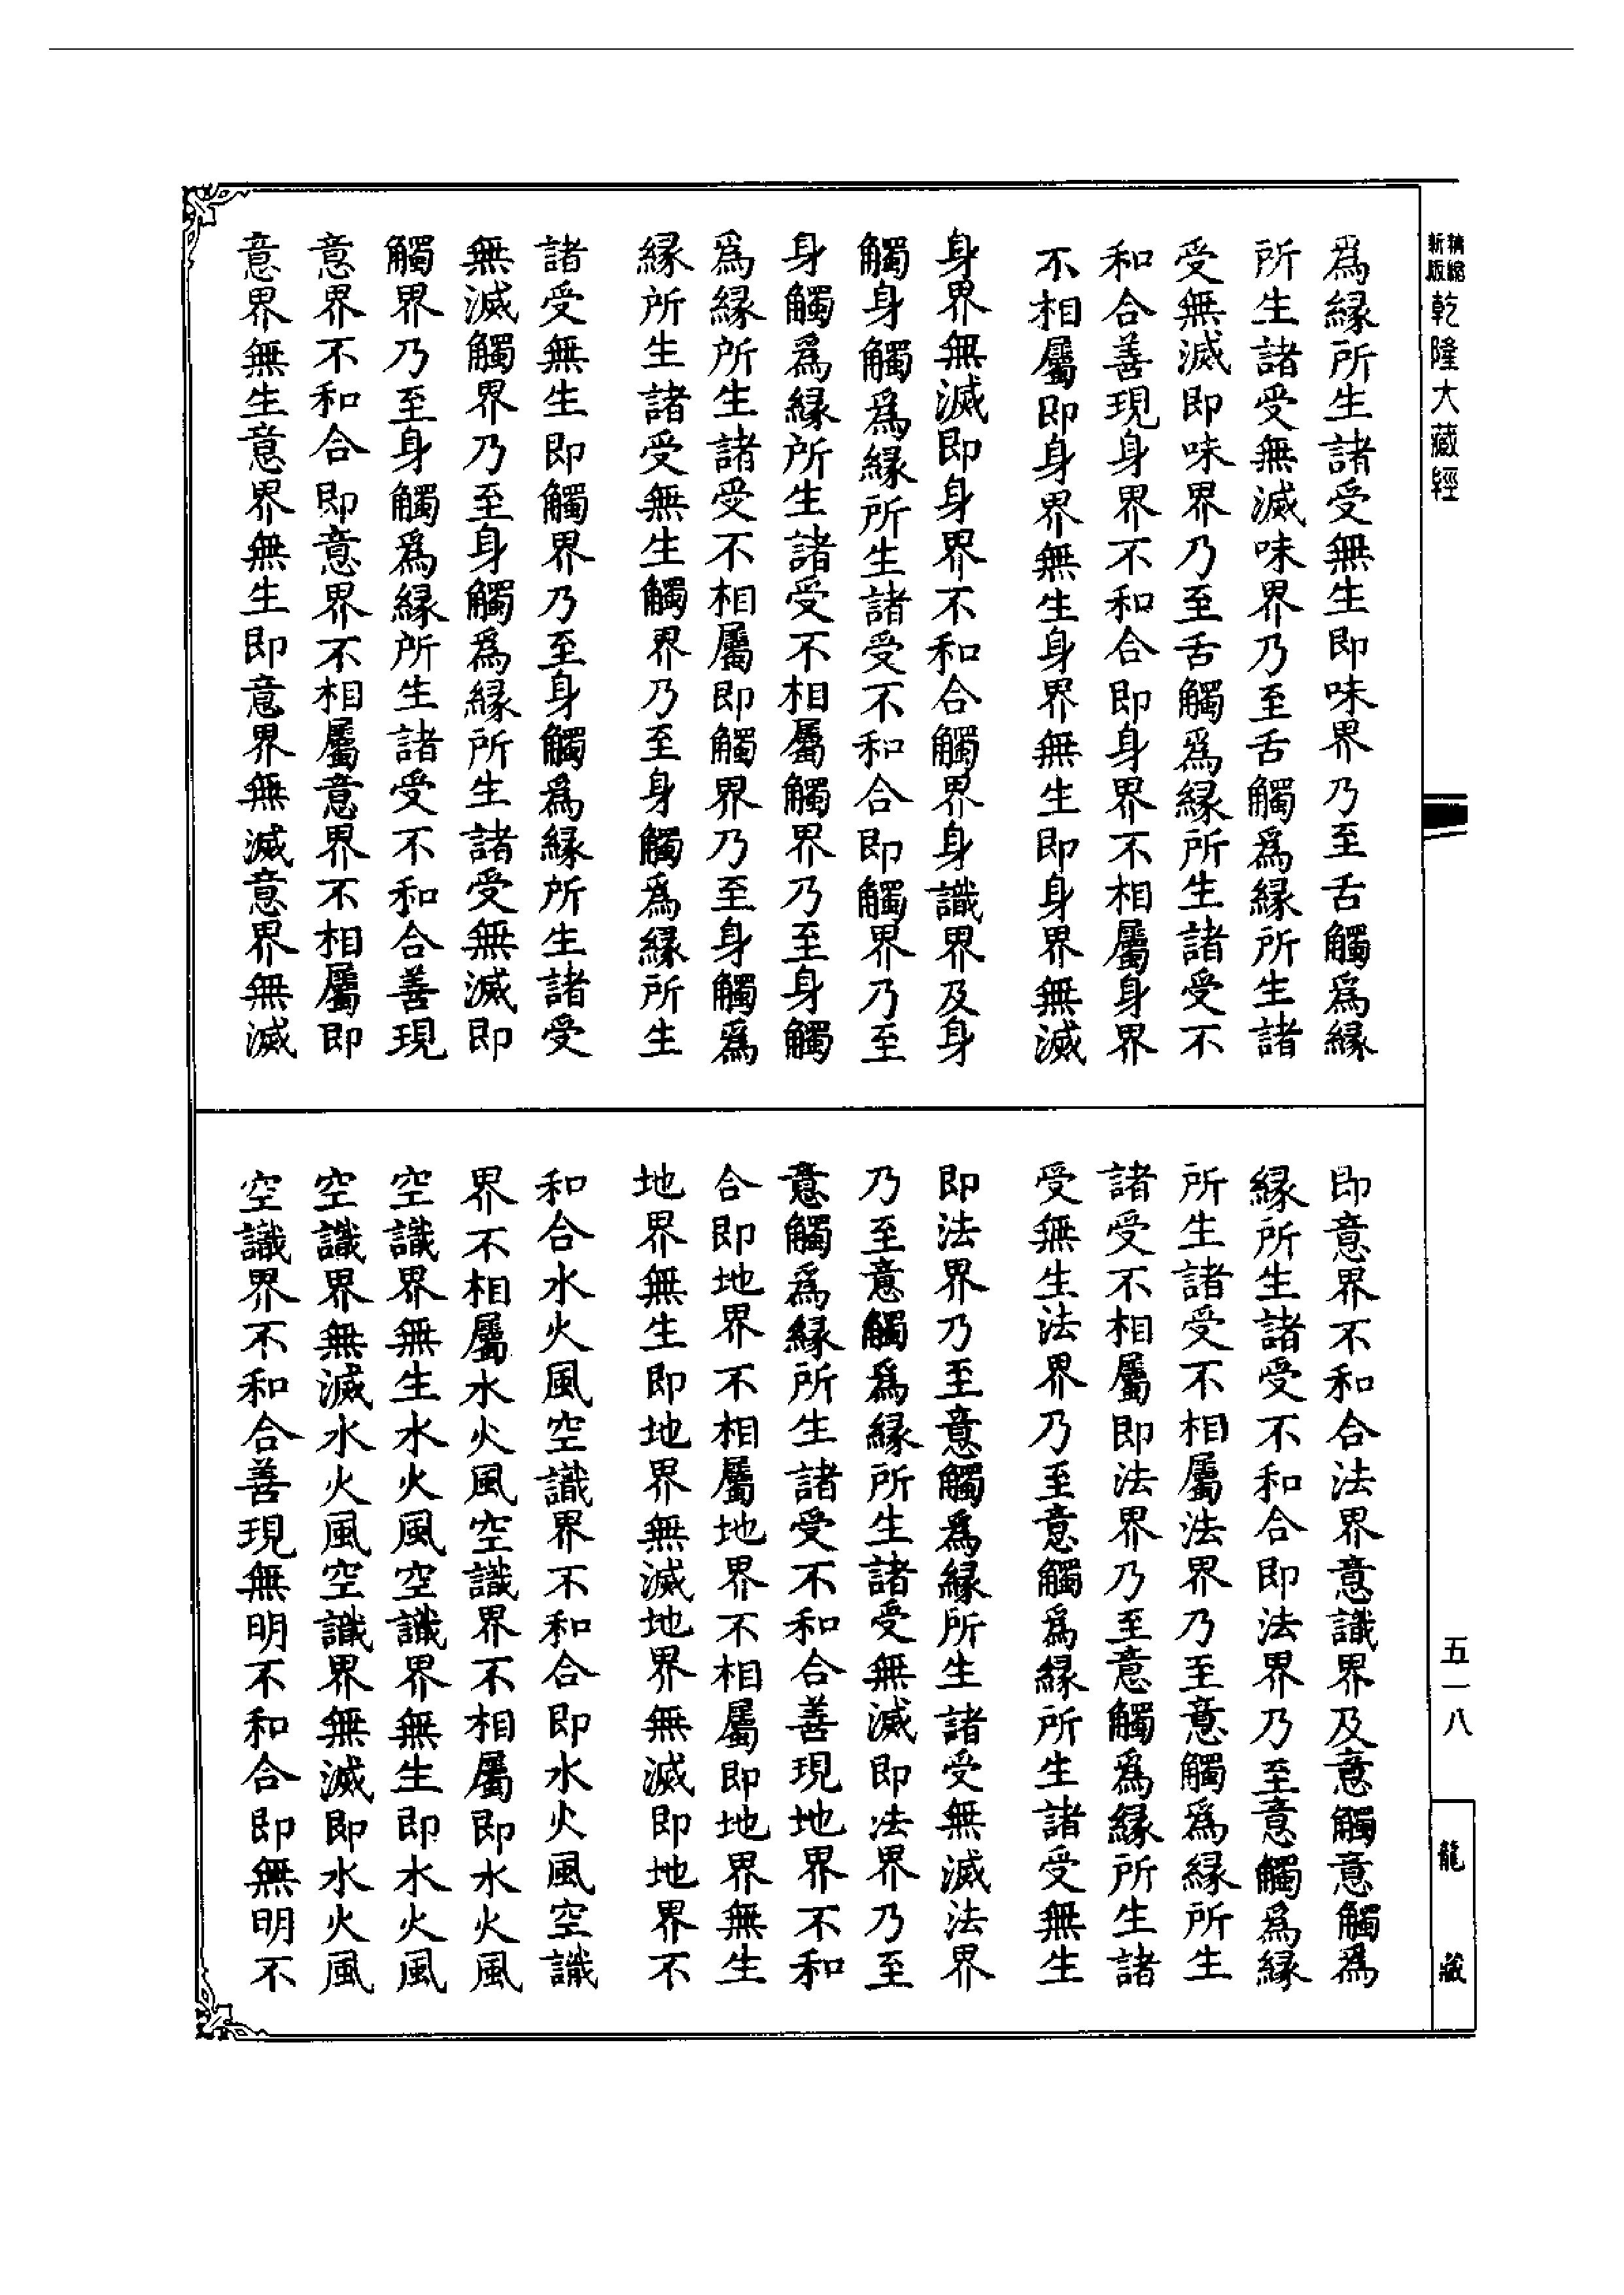 精縮新版乾隆大藏經
五一八
龍藏
爲縁所生諸受無生即味界乃至舌觸爲縁
所生諸受無滅味界乃至舌觸爲縁所生諸
受無滅即味界乃至舌觸爲縁所生諸受不
和合善現身界不和合即身界不相屬身界
不相屬即身界無生身界無生即身界無滅
身界無滅即身界不和合觸界身識界及身
觸身觸爲縁所生諸受不和合即觸界乃至
身觸爲縁所生諸受不相屬觸界乃至身觸
爲縁所生諸受不相屬即觸界乃至身觸爲
縁所生諸受無生觸界乃至身觸爲縁所生
諸受無生即觸界乃至身觸爲縁所生諸受
無滅觸界乃至身觸爲縁所生諸受無滅即
觸界乃至身觸爲縁所生諸受不和合善現
意界不和合即意界不相屬意界不相屬即
意界無生意界無生即意界無滅意界無滅
即意界不和合法界意識界及意觸意觸爲
縁所生諸受不和合即法界乃至意觸爲縁
所生諸受不相屬法界乃至意觸爲縁所生
諸受不相屬即法界乃至意觸爲縁所生諸
受無生法界乃至意觸爲縁所生諸受無生
即法界乃至意觸爲縁所生諸受無滅法界
乃至意觸爲縁所生諸受無滅即法界乃至
意觸爲縁所生諸受不和合善現地界不和
合即地界不相屬地界不相屬即地界無生
地界無生即地界無滅地界無滅即地界不
和合水火風空識界不和合即水火風空識
界不相屬水火風空識界不相屬即水火風
空識界無生水火風空識界無生即水火風
空識界無滅水火風空識界無滅即水火風
空識界不和合善現無明不和合即無明不